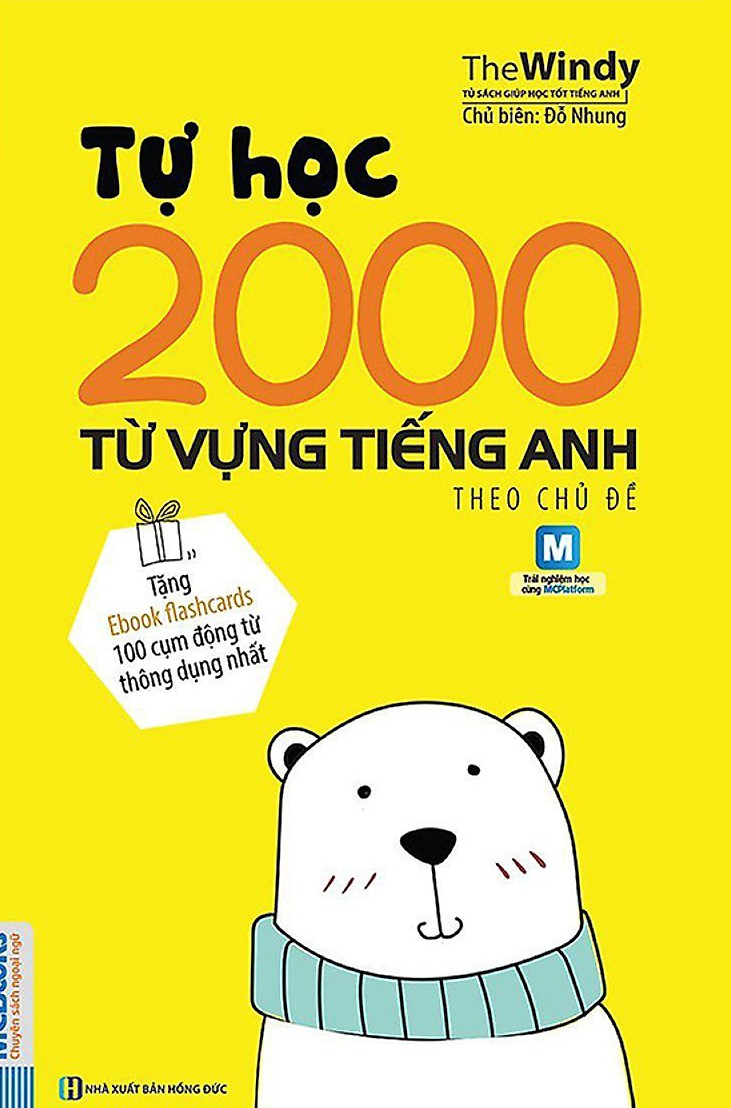 TheWindy
TỦ SÁCH GIÚP HỌC TỐT TIẾNG ANH
Chủ biên: Đỗ Nhung
Tự học
2000
TỪ VỰNG TIẾNG ANH
THEO CHỦ ĐỀ
M
Trải nghiệm học
cùng MCPlatform
Tặng
Ebook flashcards
100 cụm động từ
thông dụng nhất
MCBooks
Chuyên sách ngoại ngữ
NHÀ XUẤT BẢN HỒNG ĐỨC